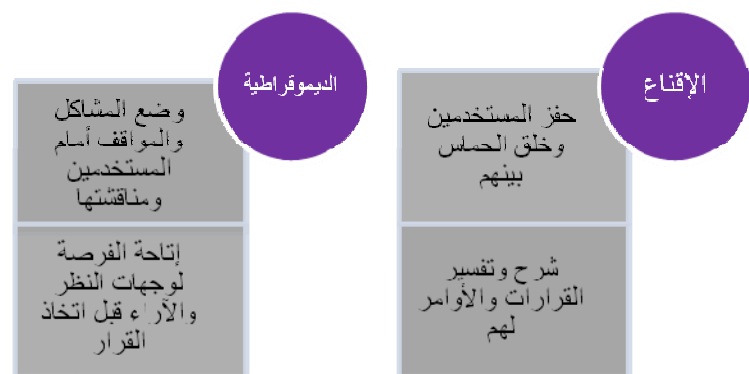 الإقناع
حفز المستخدمين
وخلق الحماس
بينهم
شرح وتفسير
القرارات والأوامر
لهم
الديموقراطية
وضع المشاكل
والمواقف أمام
المستخدمين
ومناقشتها
إتاحة الفرصة
لوجهات النظر
والآراء قبل اتخاذ
القرار